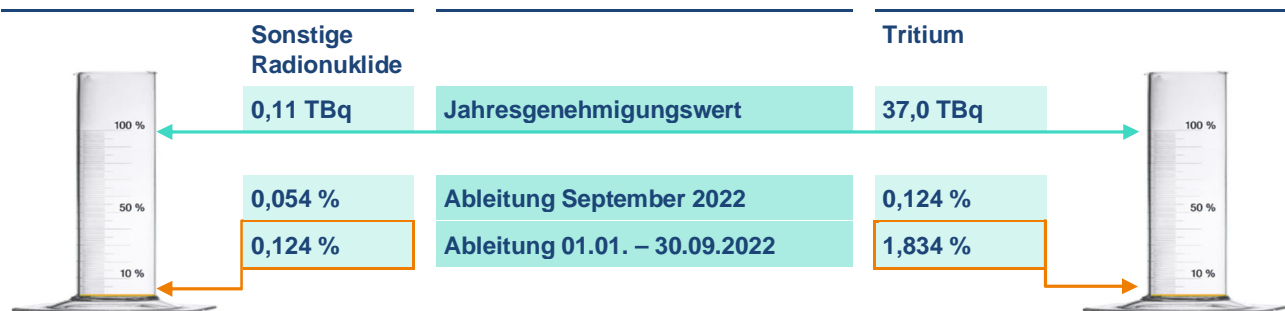 Sonstige
Radionuklide
Tritium
0,11 TBq Jahresgenehmigungswert 37,0 TBq
100 % 100 %
0,054 % Ableitung September 2022 0,124 %
50 % 50 %
0,124 % Ableitung 01.01. – 30.09.2022 1,834 %
10 % 10 %